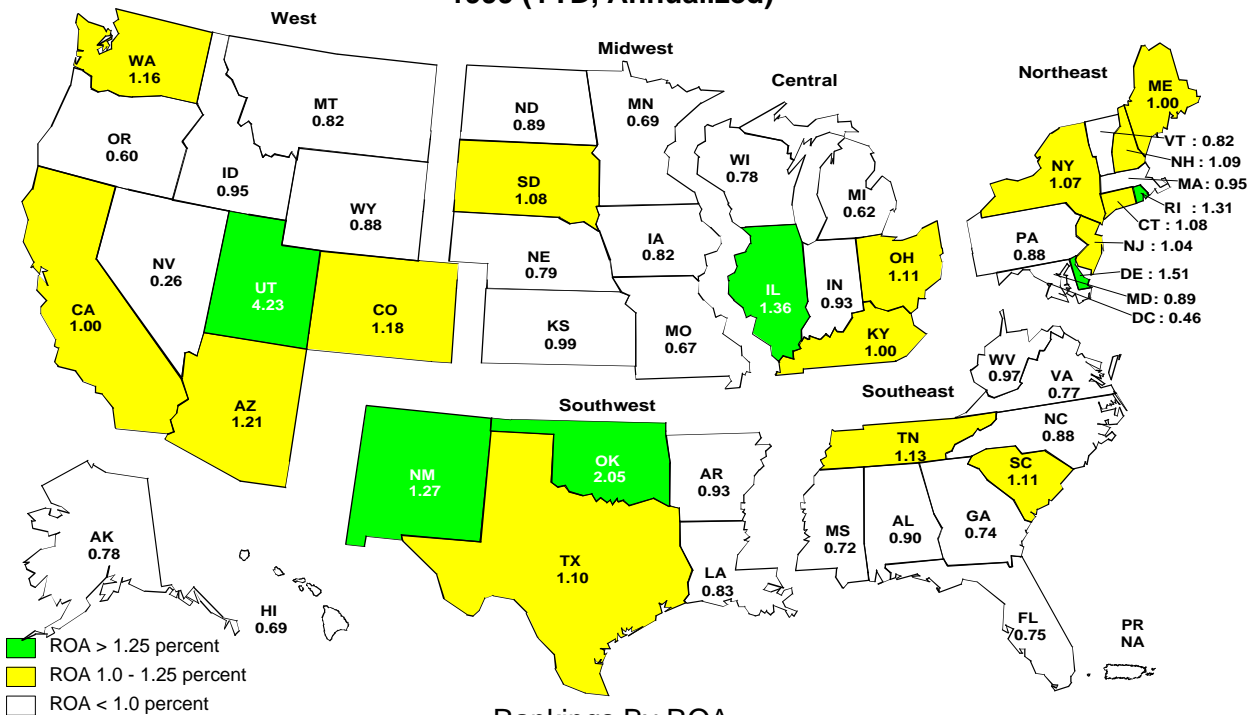 1999 (YTD, Annualized)
West
Midwest
Central
Northeast
WA
1.16
MT
0.82
ND
0.89
MN
0.69
ME
1.00
OR
0.60
ID
0.95
WY
0.88
SD
1.08
WI
0.78
MI
0.62
NY
1.07
VT : 0.82
NH : 1.09
MA : 0.95
RI : 1.31
CT : 1.08
NJ : 1.04
DE : 1.51
MD: 0.89
DC : 0.46
PA
0.88
NV
0.26
UT
4.23
CA
1.00
CO
1.18
NE
0.79
IA
0.82
KS
0.99
MO
0.67
IL
1.36
IN
0.93
OH
1.11
KY
1.00
WV
0.97
VA
0.77
AZ
1.21
Southwest
Southeast
NM
1.27
OK
2.05
AR
0.93
TN
1.13
NC
0.88
SC
1.11
AK
0.78
HI
0.69
TX
1.10
LA
0.83
MS
0.72
AL
0.90
GA
0.74
FL
0.75
PR
NA
ROA > 1.25 percent
ROA 1.0 - 1.25 percent
ROA < 1.0 percent